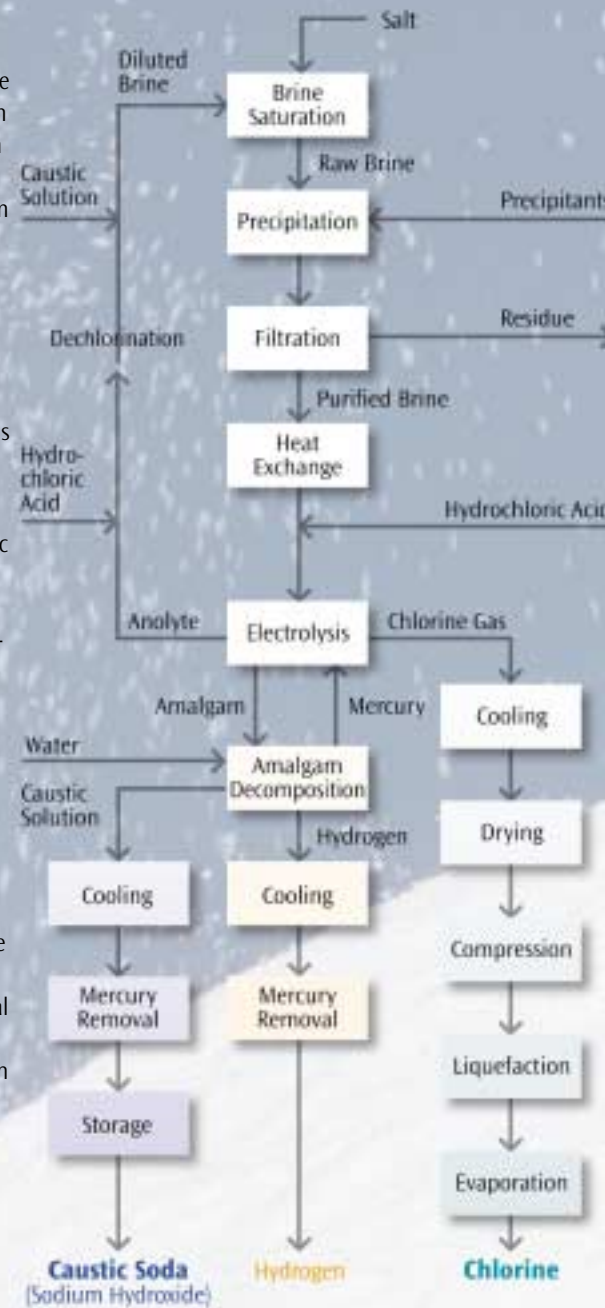 Salt
Diluted
Brine
Brine
Saturation
Raw Brine
Caustic
Solution
Precipitation
Precipitants
Dechlorination
Filtration
Residue
Purified Brine
Heat
Exchange
Hydro-
chloric
Acid
Hydrochloric Acid
Anolyte
Electrolysis
Chlorine Gas
Amalgam
Mercury
Cooling
Water
Amalgam
Decomposition
Caustic
Solution
Hydrogen
Drying
Cooling
Cooling
Compression
Mercury
Removal
Mercury
Removal
Liquefaction
Storage
Evaporation
Caustic Soda
(Sodium Hydroxide)
Hydrogen
Chlorine